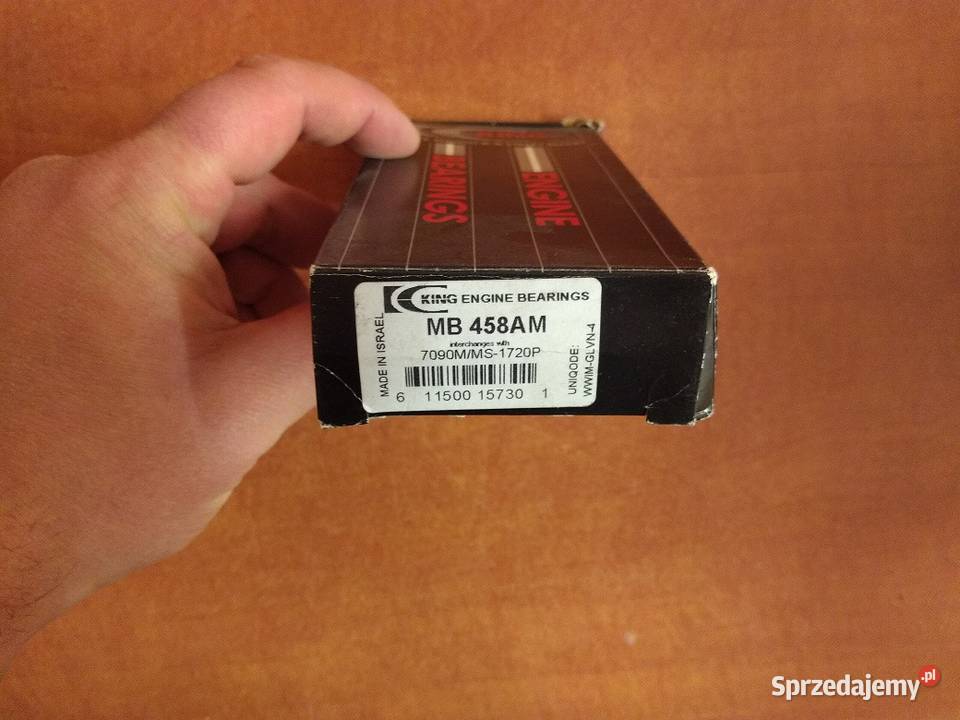 ENGINE
BEARINGS
KING ENGINE BEARINGS
MB 458AM
interchanges with
7090M/MS-1720P
6 11500 15730 1
MADE IN ISRAEL
UNIQODE:
WWIM-GLVN-4
Sprzedajemy.pl